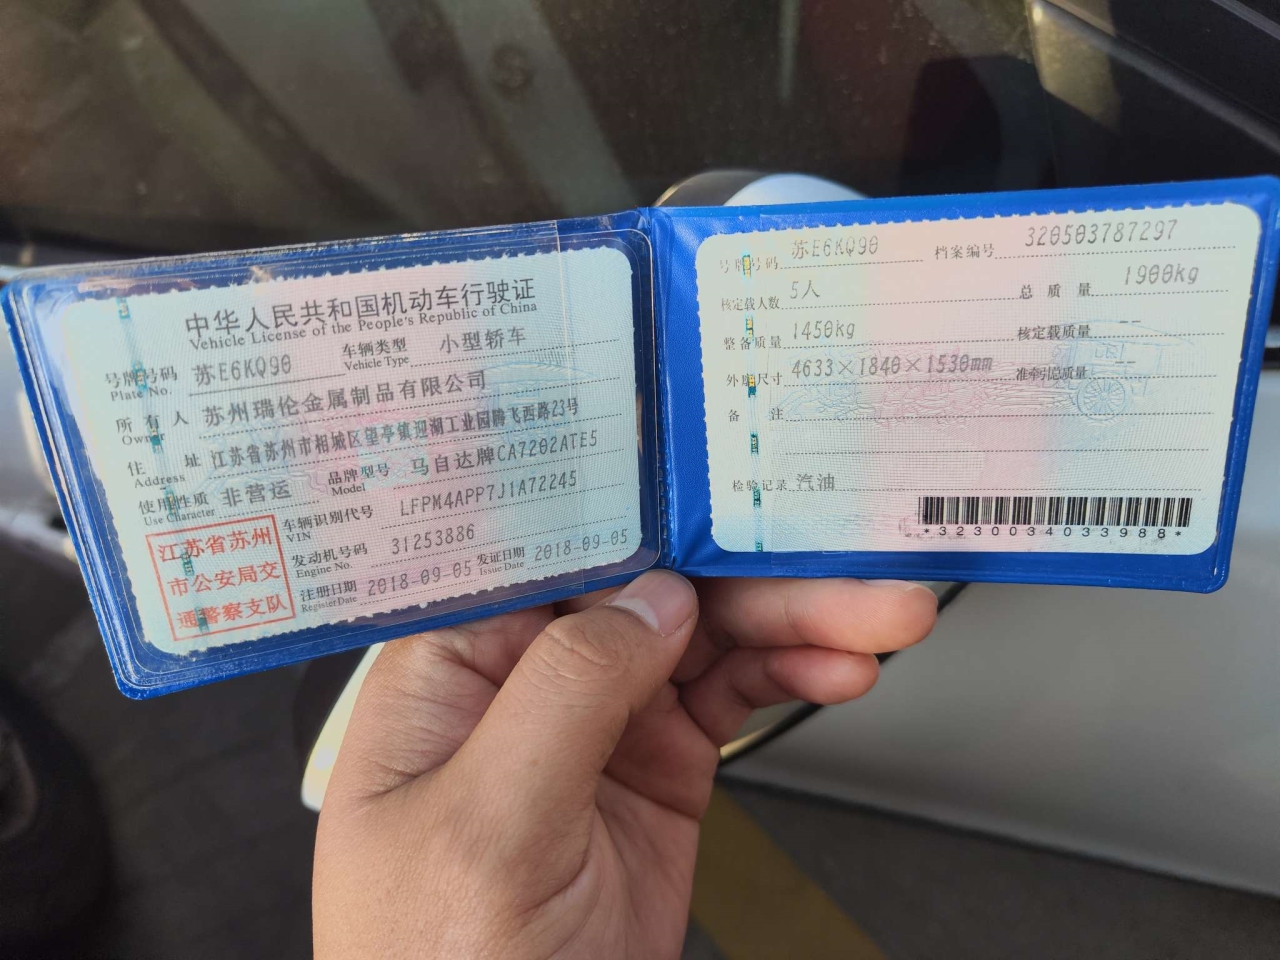 中华人民共和国机动车行驶证
Vehicle License of the People's Republic of China
号牌号码 苏E6KQ90 车辆类型 小型轿车
Plate No. Vehicle Type
所有人 苏州瑞伦金属制品有限公司
Owner
住址 江苏省苏州市相城区望亭镇迎湖工业园腾飞西路23号
Address
使用性质 非营运 品牌型号 马自达牌CA7202ATE5
Use Character Model
车辆识别代号 LFPM4APP7J1A72245
VIN
发动机号码 31253886
Engine No.
注册日期 2018-09-05 发证日期 2018-09-05
Register Date Issue Date
江苏省苏州
市公安局交
通警察支队
号牌号码 苏E6KQ90 档案编号 320503787297
核定载人数 5人 总质量 1900kg
整备质量 1450kg 核定载质量 --
外廓尺寸 4633×1840×1530mm 准牵引总质量 --
备注
检验记录 汽油
*3230034033988*